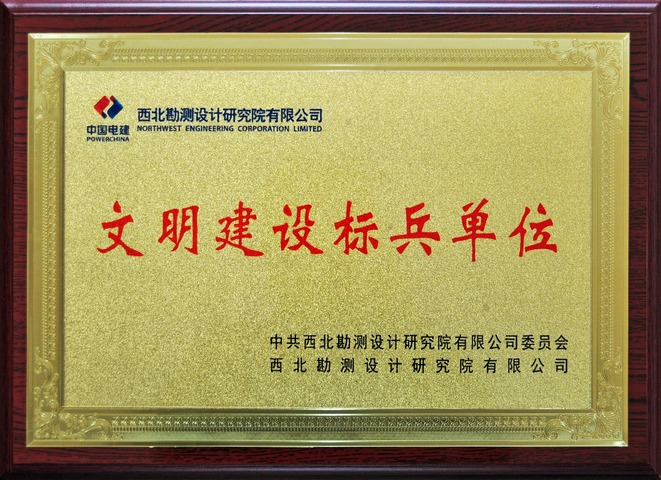 中国电建
POWERCHINA
西北勘测设计研究院有限公司
NORTHWEST ENGINEERING CORPORATION LIMITED
文明建设标兵单位
中共西北勘测设计研究院有限公司委员会
西北勘测设计研究院有限公司